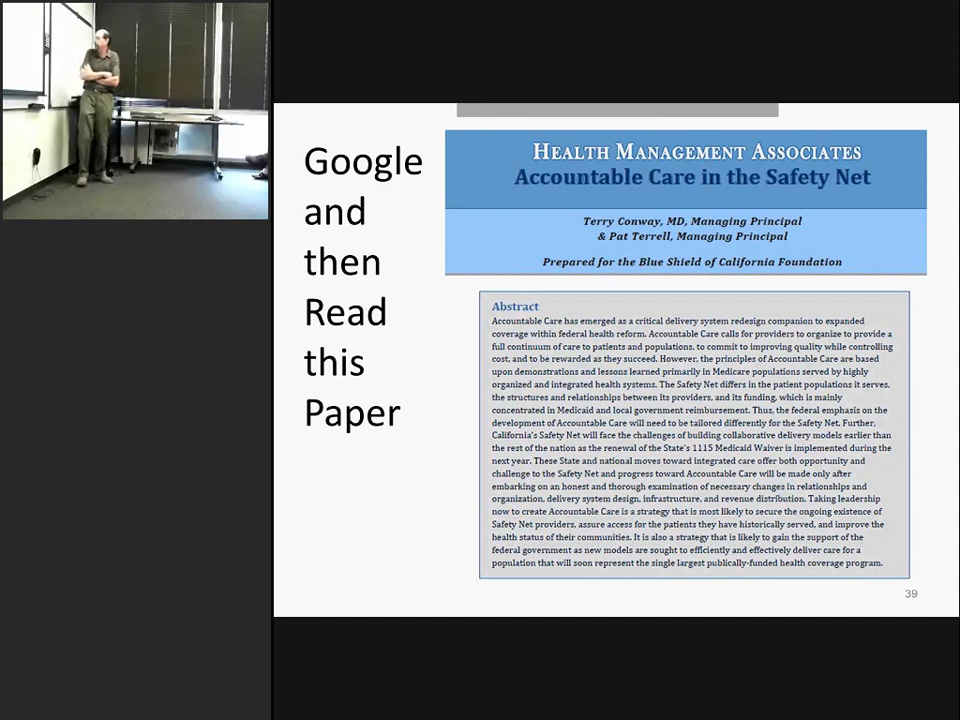 Google
and
then
Read
this
Paper
HEALTH MANAGEMENT ASSOCIATES
Accountable Care in the Safety Net
Terry Conway, MD, Managing Principal
& Pat Terrell, Managing Principal
Prepared for the Blue Shield of California Foundation
Abstract
Accountable Care has emerged as a critical delivery system redesign companion to expanded
coverage within federal health reform. Accountable Care calls for providers to organize to provide a
full continuum of care to patients and populations, to commit to improving quality while controlling
cost, and to be rewarded as they succeed. However, the principles of Accountable Care are based
upon demonstrations and lessons learned primarily in Medicare populations served by highly
organized and integrated health systems. The Safety Net differs in the patient populations it serves,
the structures and relationships between its providers, and its funding, which is mainly
concentrated in Medicaid and local government reimbursement. Thus, the federal emphasis on the
development of Accountable Care will need to be tailored differently for the Safety Net. Further,
California's Safety Net will face the challenges of building collaborative delivery models earlier than
the rest of the nation as the renewal of the State's 1115 Medicaid Waiver is implemented during the
next year. These State and national moves toward integrated care offer both opportunity and
challenge to the Safety Net and progress toward Accountable Care will be made only after
embarking on an honest and thorough examination of necessary changes in relationships and
organization, delivery system design, infrastructure, and revenue distribution. Taking leadership
now to create Accountable Care is a strategy that is most likely to secure the ongoing existence of
Safety Net providers, assure access for the patients they have historically served, and improve the
health status of their communities. It is also a strategy that is likely to gain the support of the
federal government as new models are sought to efficiently and effectively deliver care for a
population that will soon represent the single largest publically-funded health coverage program.
39